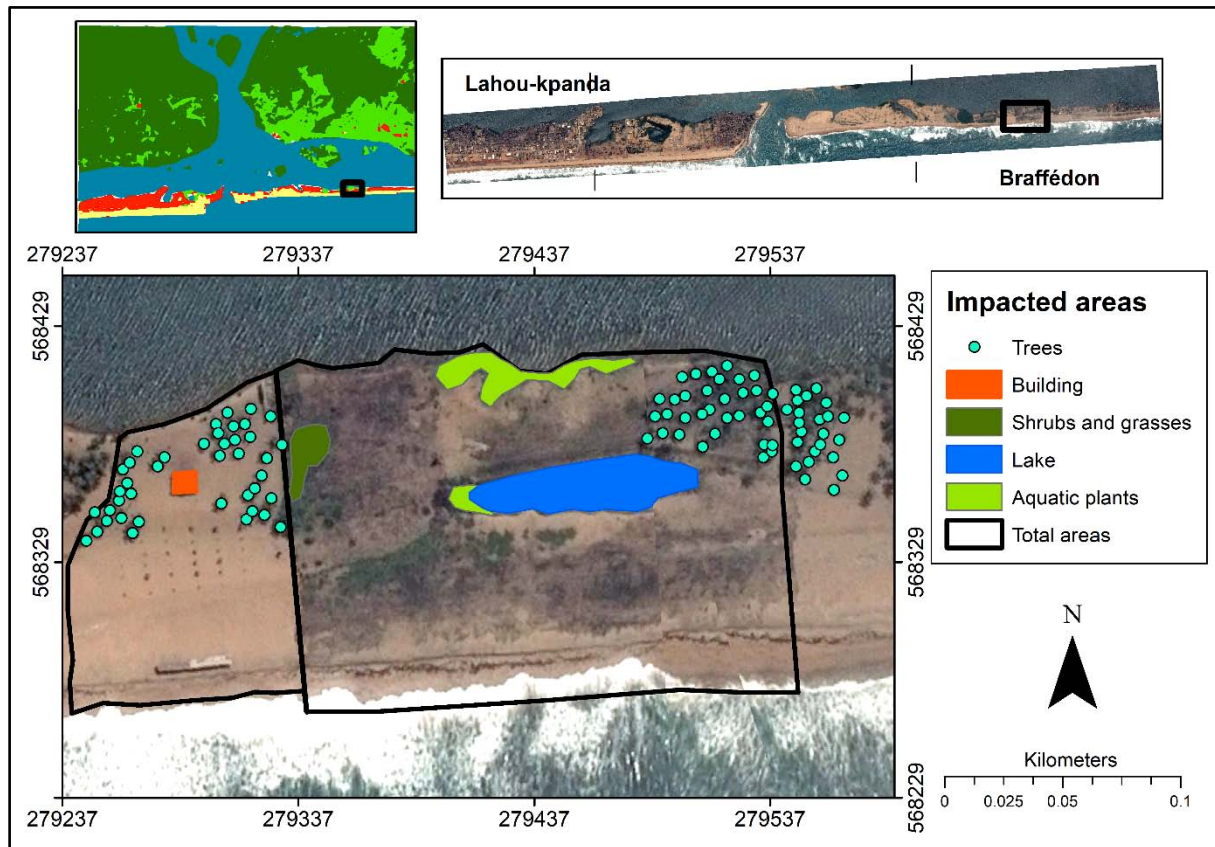 Lahou-kpanda
Braffédon
279237 279337 279437 279537
568429 568429
568329 568329
568229 568229
279237 279337 279437 279537
Impacted areas
Trees
Building
Shrubs and grasses
Lake
Aquatic plants
Total areas
N
Kilometers
0 0.025 0.05 0.1